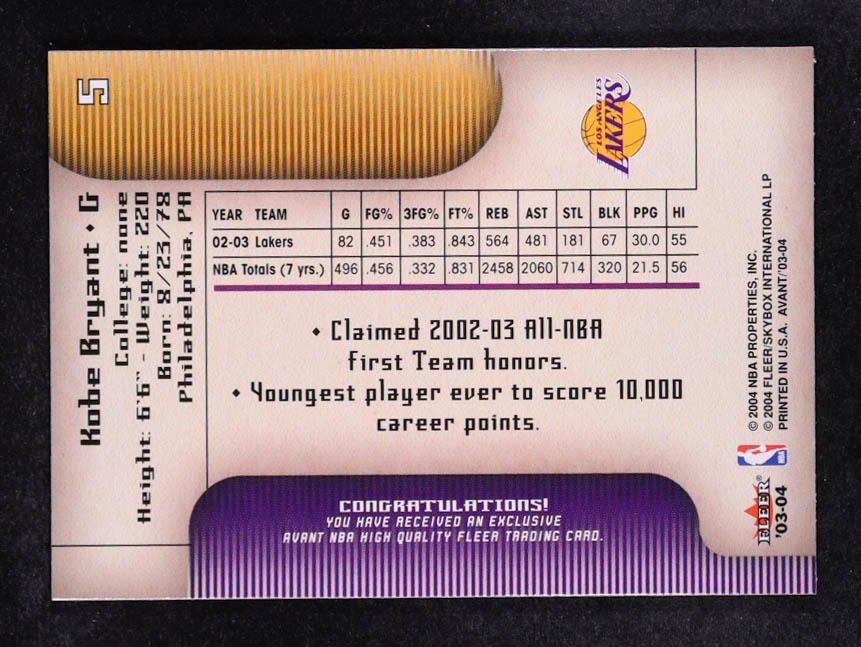 5
Kobe Bryant • G
College: none
Height: 6'6" - Weight: 220
Born: 8/23/78
Philadelphia, PA
LOS ANGELES
LAKERS
YEAR TEAM G FG% 3FG% FT% REB AST STL BLK PPG HI
02-03 Lakers 82 .451 .383 .843 564 481 181 67 30.0 55
NBA Totals (7 yrs.) 496 .456 .332 .831 2458 2060 714 320 21.5 56
• Claimed 2002-03 All-NBA
First Team honors.
• Youngest player ever to score 10,000
career points.
CONGRATULATIONS!
YOU HAVE RECEIVED AN EXCLUSIVE
AVANT NBA HIGH QUALITY FLEER TRADING CARD.
© 2004 NBA PROPERTIES, INC.
© 2004 FLEER/SKYBOX INTERNATIONAL LP
PRINTED IN U.S.A. AVANT/'03-04
NBA
FLEER®
'03-04